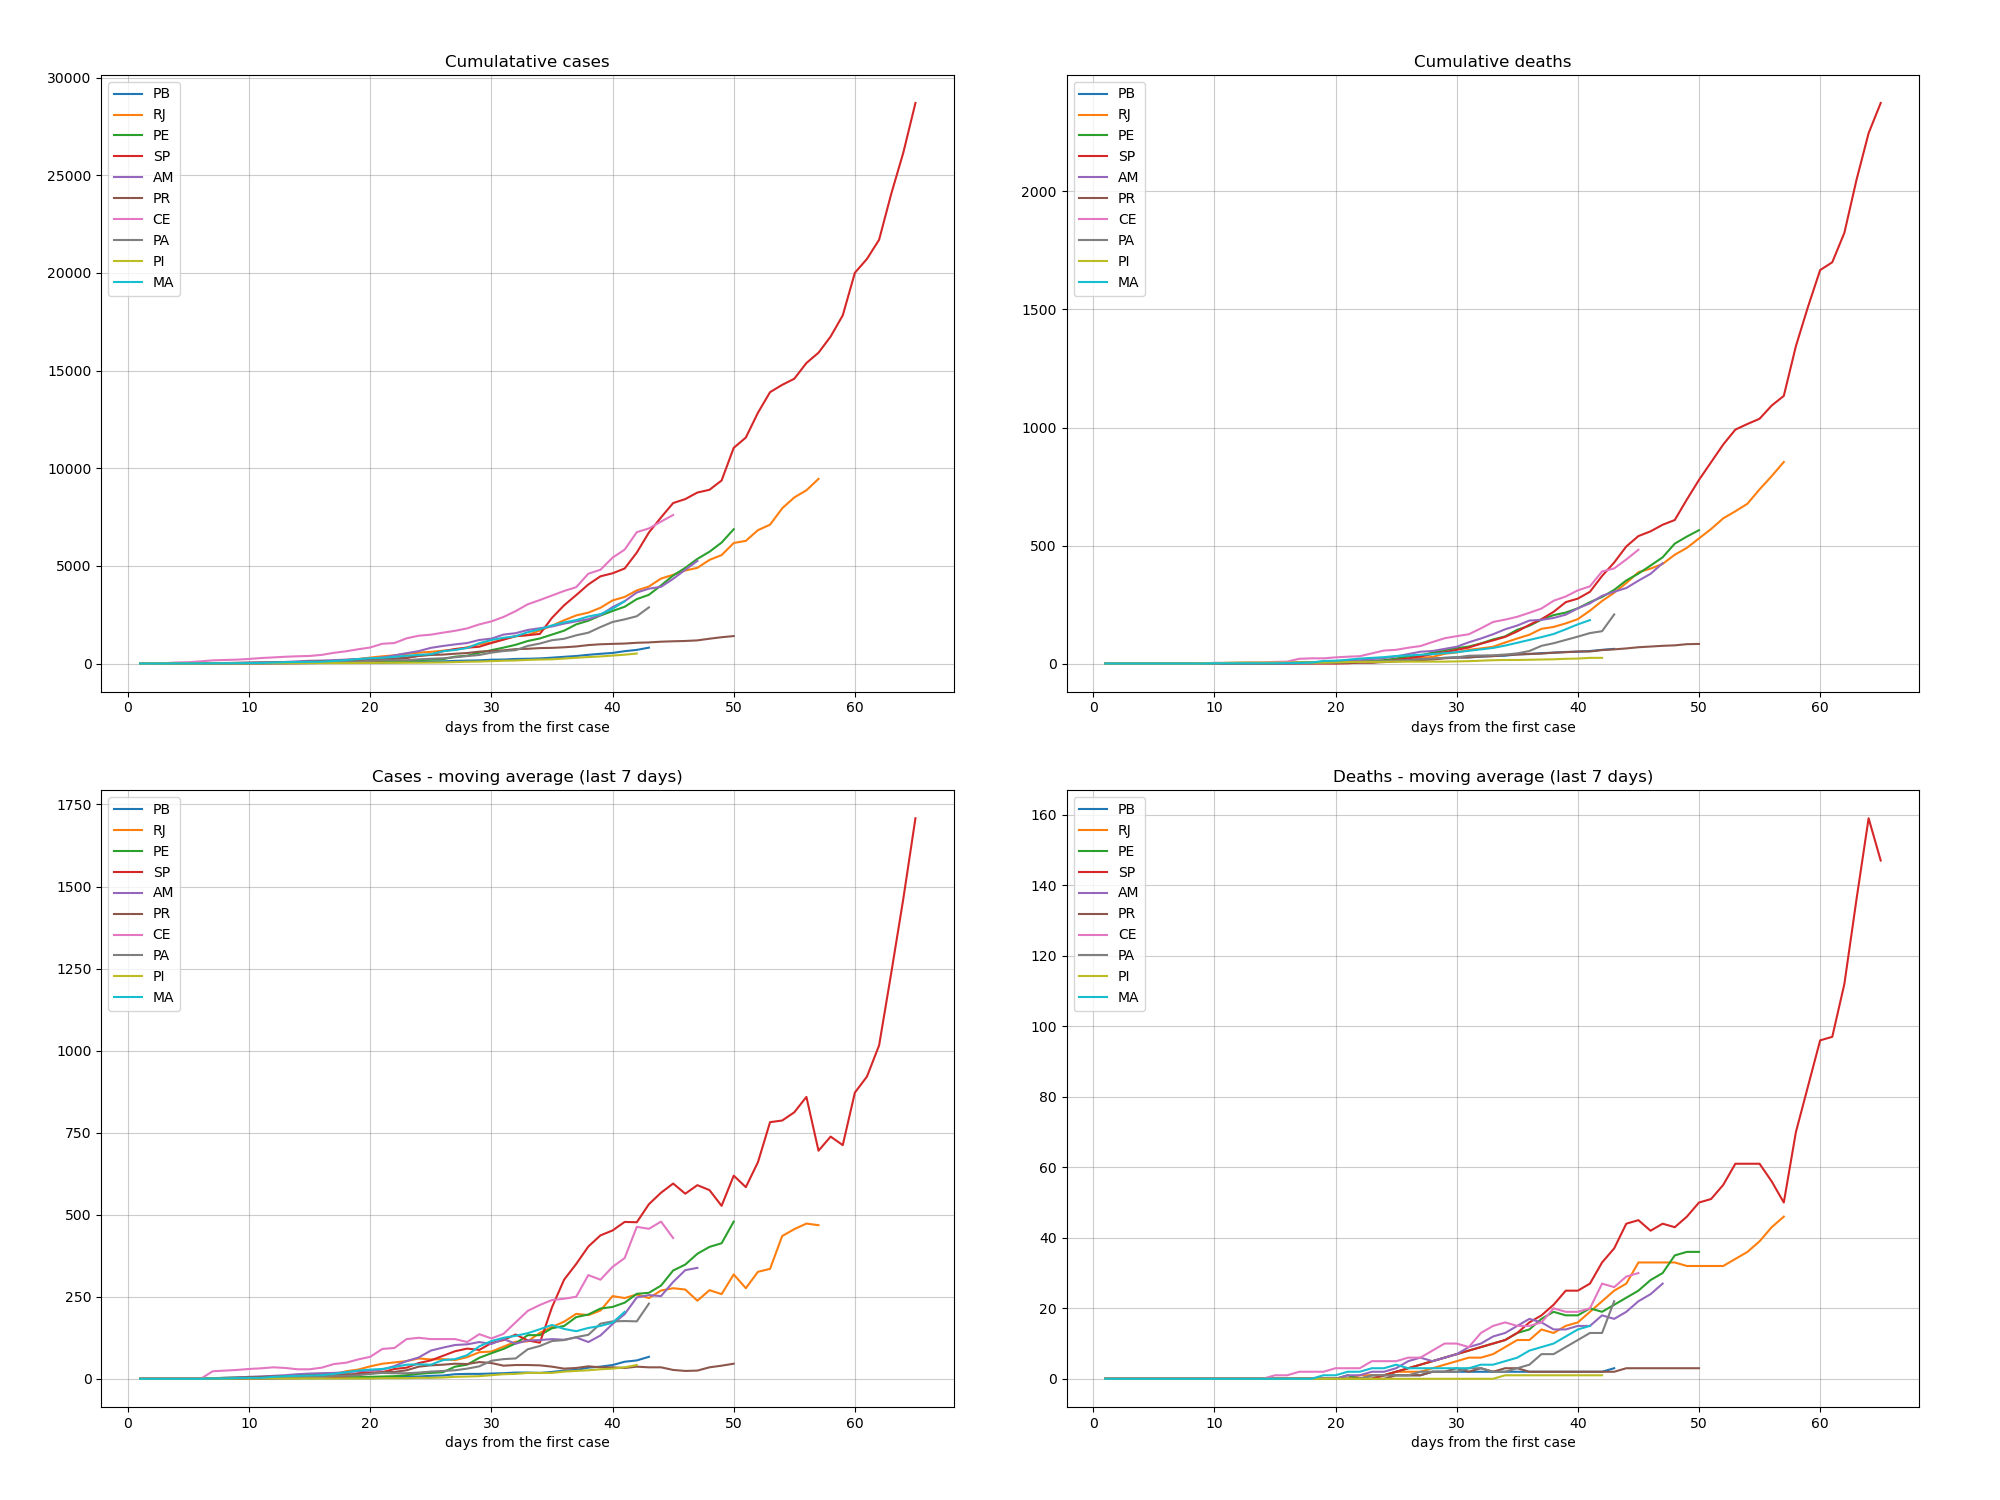 Cumulatative cases
30000
25000
20000
15000
10000
5000
0
PB
RJ
PE
SP
AM
PR
CE
PA
PI
MA
0 10 20 30 40 50 60
days from the first case
Cumulative deaths
2000
1500
1000
500
0
PB
RJ
PE
SP
AM
PR
CE
PA
PI
MA
0 10 20 30 40 50 60
days from the first case
Cases - moving average (last 7 days)
1750
1500
1250
1000
750
500
250
0
PB
RJ
PE
SP
AM
PR
CE
PA
PI
MA
0 10 20 30 40 50 60
days from the first case
Deaths - moving average (last 7 days)
160
140
120
100
80
60
40
20
0
PB
RJ
PE
SP
AM
PR
CE
PA
PI
MA
0 10 20 30 40 50 60
days from the first case